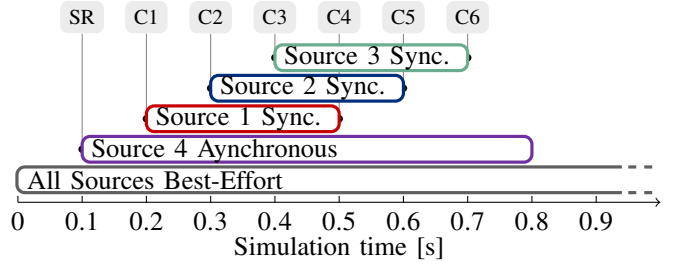 SR C1 C2 C3 C4 C5 C6
Source 3 Sync.
Source 2 Sync.
Source 1 Sync.
Source 4 Aynchronous
All Sources Best-Effort
0 0.1 0.2 0.3 0.4 0.5 0.6 0.7 0.8 0.9
Simulation time [s]